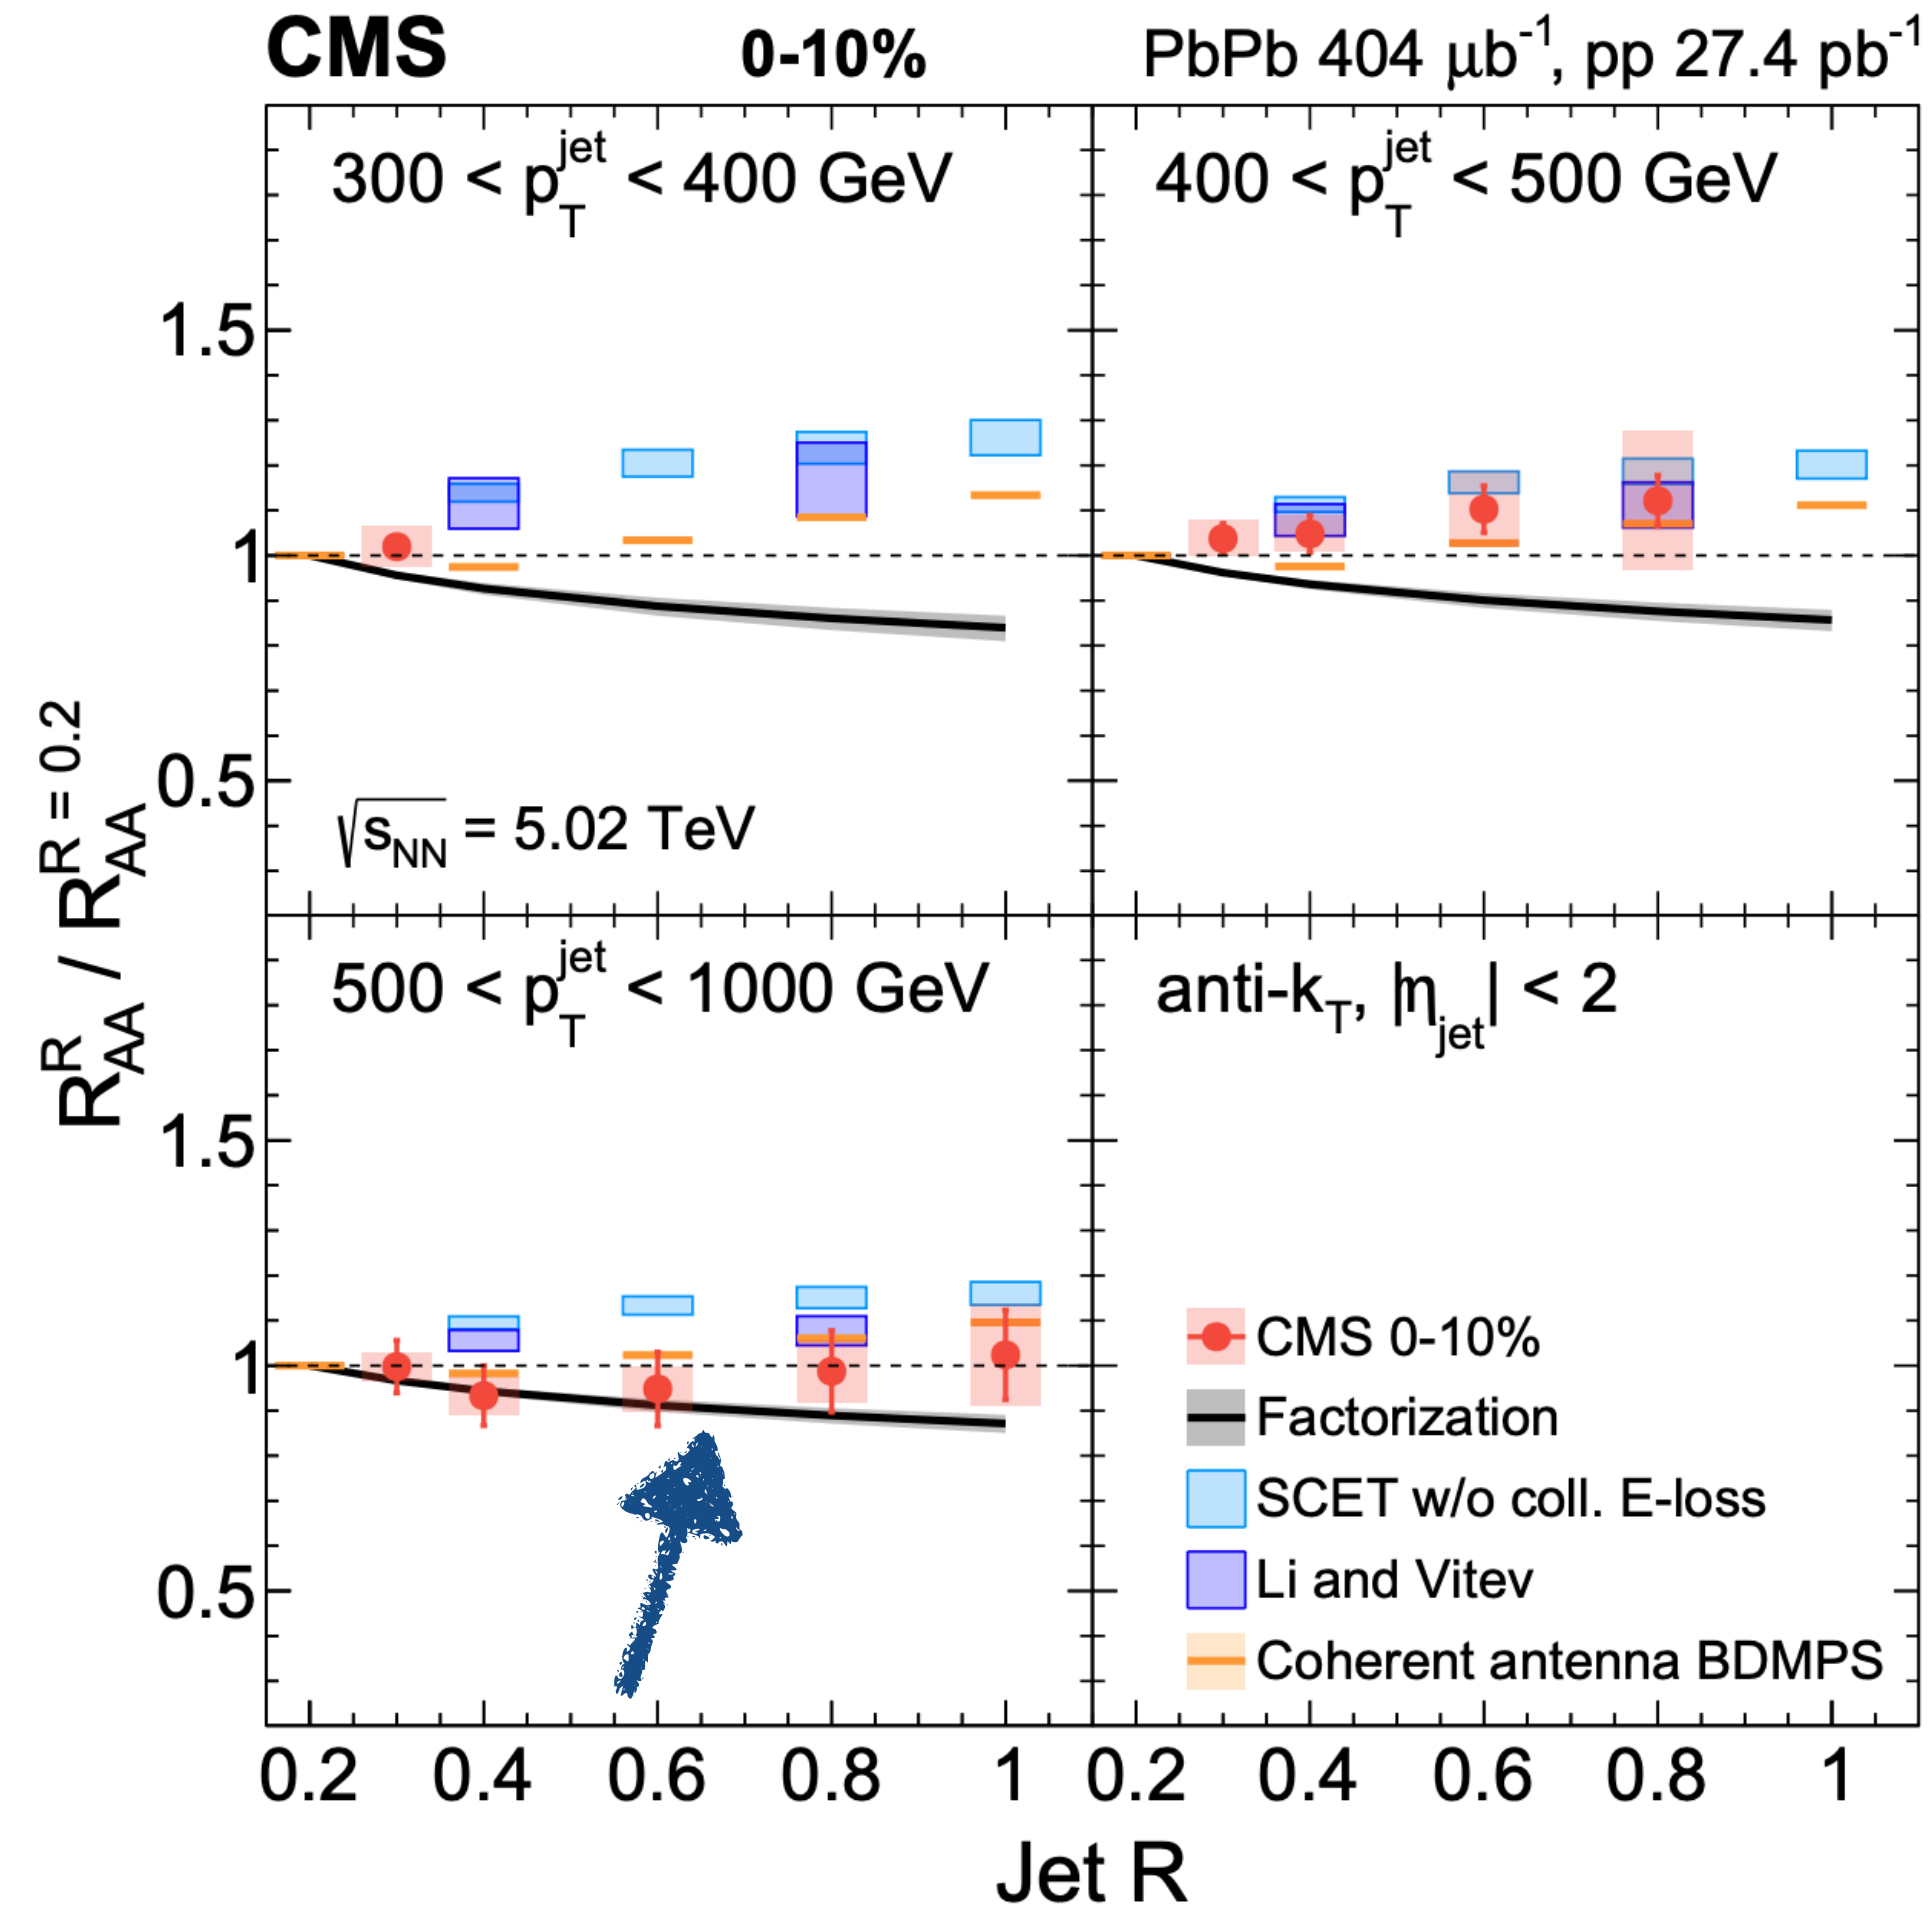 CMS 0-10% PbPb 404 μb⁻¹, pp 27.4 pb⁻¹
300 < p_T^jet < 400 GeV
400 < p_T^jet < 500 GeV
1.5
1
0.5
√s_NN = 5.02 TeV
R_AA^R / R_AA^{R = 0.2}
500 < p_T^jet < 1000 GeV
anti-k_T, |η_jet| < 2
1.5
1
0.5
CMS 0-10%
Factorization
SCET w/o coll. E-loss
Li and Vitev
Coherent antenna BDMPS
0.2 0.4 0.6 0.8 1 0.2 0.4 0.6 0.8 1
Jet R